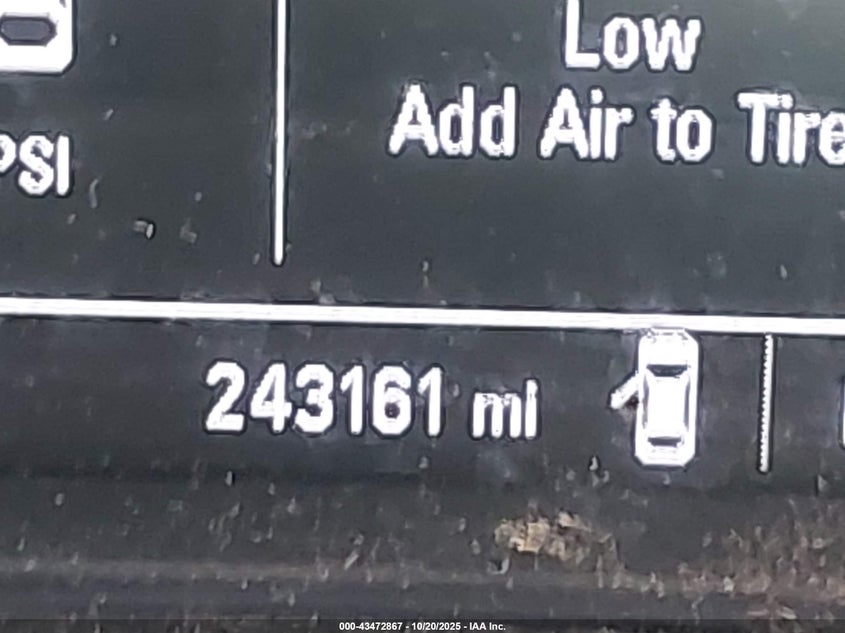 Low
Add Air to Tire
PSI
243161 mi
000-43472867 - 10/20/2025 - IAA Inc.